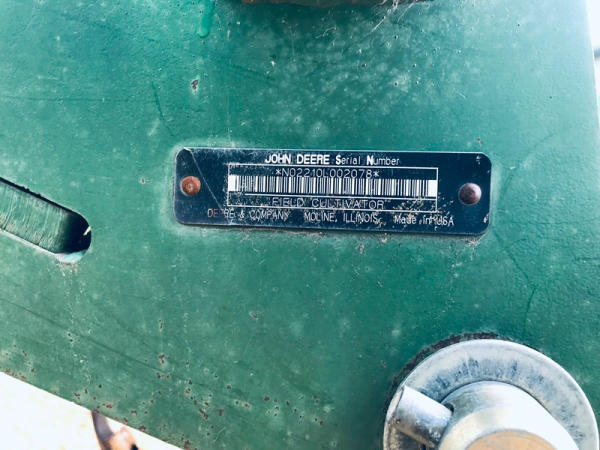 JOHN DEERE Serial Number
*N02210L002078*
FIELD CULTIVATOR
DEERE & COMPANY MOLINE, ILLINOIS Made in USA